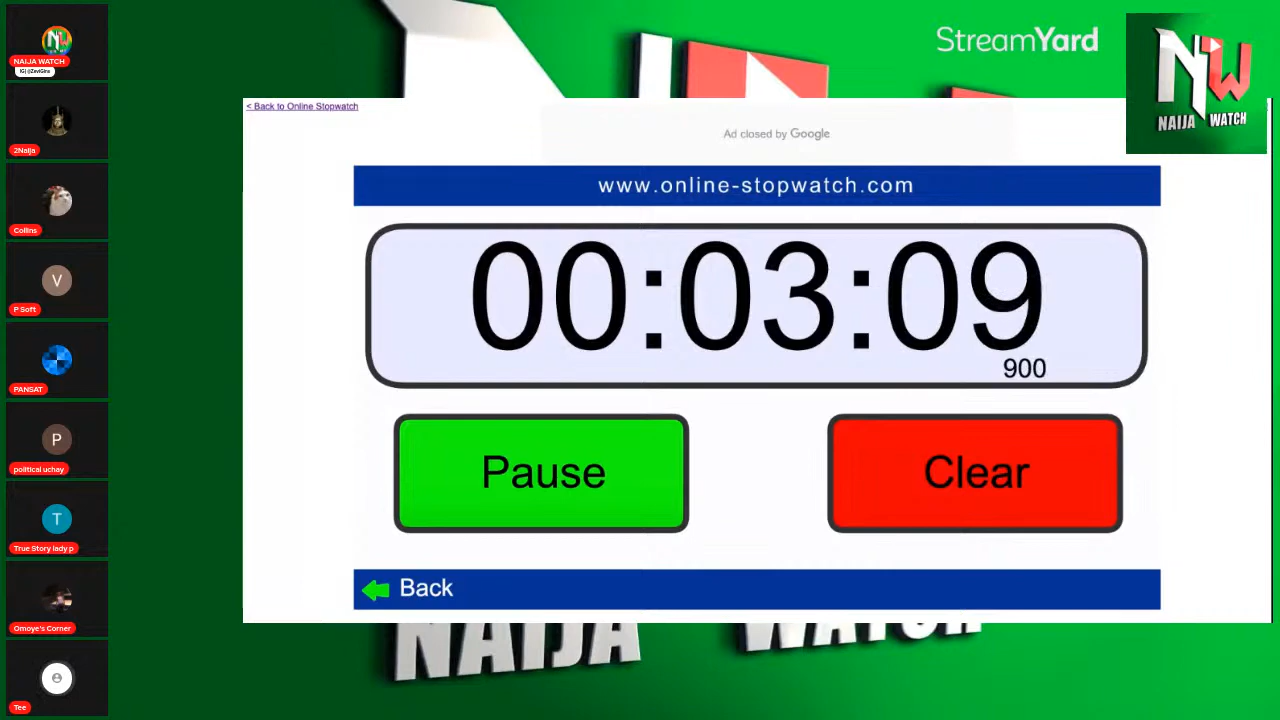 NAIJA WATCH
IG| @ZeviGins
2Naija
Collins
V
P Soft
PANSAT
P
political uchay
T
True Story lady p
Omoye's Corner
Tee
StreamYard
NW
NAIJA WATCH
< Back to Online Stopwatch
Ad closed by Google
www.online-stopwatch.com
00:03:09
900
Pause
Clear
Back
NAIJA WATCH